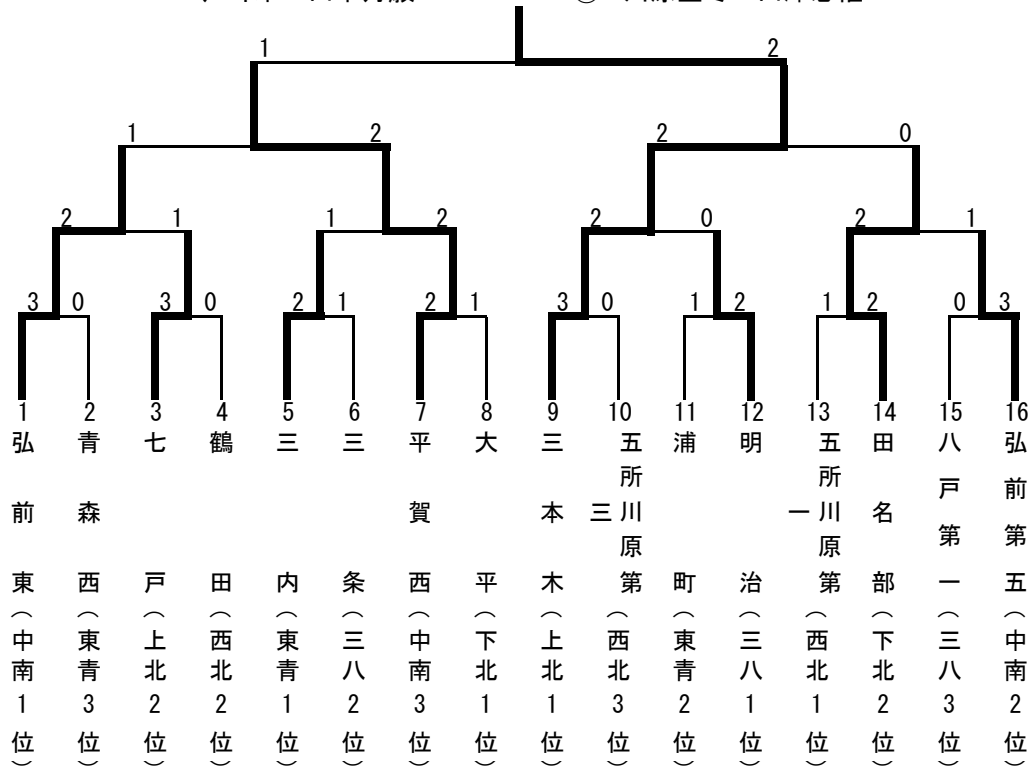 1 2
1 2 2 0
2 1 1 2 2 0 2 1
3 0 3 0 2 1 2 1 3 0 1 2 1 2 0 3
1 2 3 4 5 6 7 8 9 10 11 12 13 14 15 16
弘前東(中南1位)
青森西(東青3位)
七戸(上北2位)
鶴田(西北2位)
三内(東青1位)
三条(三八2位)
平賀西(中南3位)
大平(下北1位)
三本木(上北1位)
五所川原第三(西北3位)
浦町(東青2位)
明治(三八1位)
五所川原第一(西北1位)
田名部(下北2位)
八戸第一(三八3位)
弘前第五(中南2位)